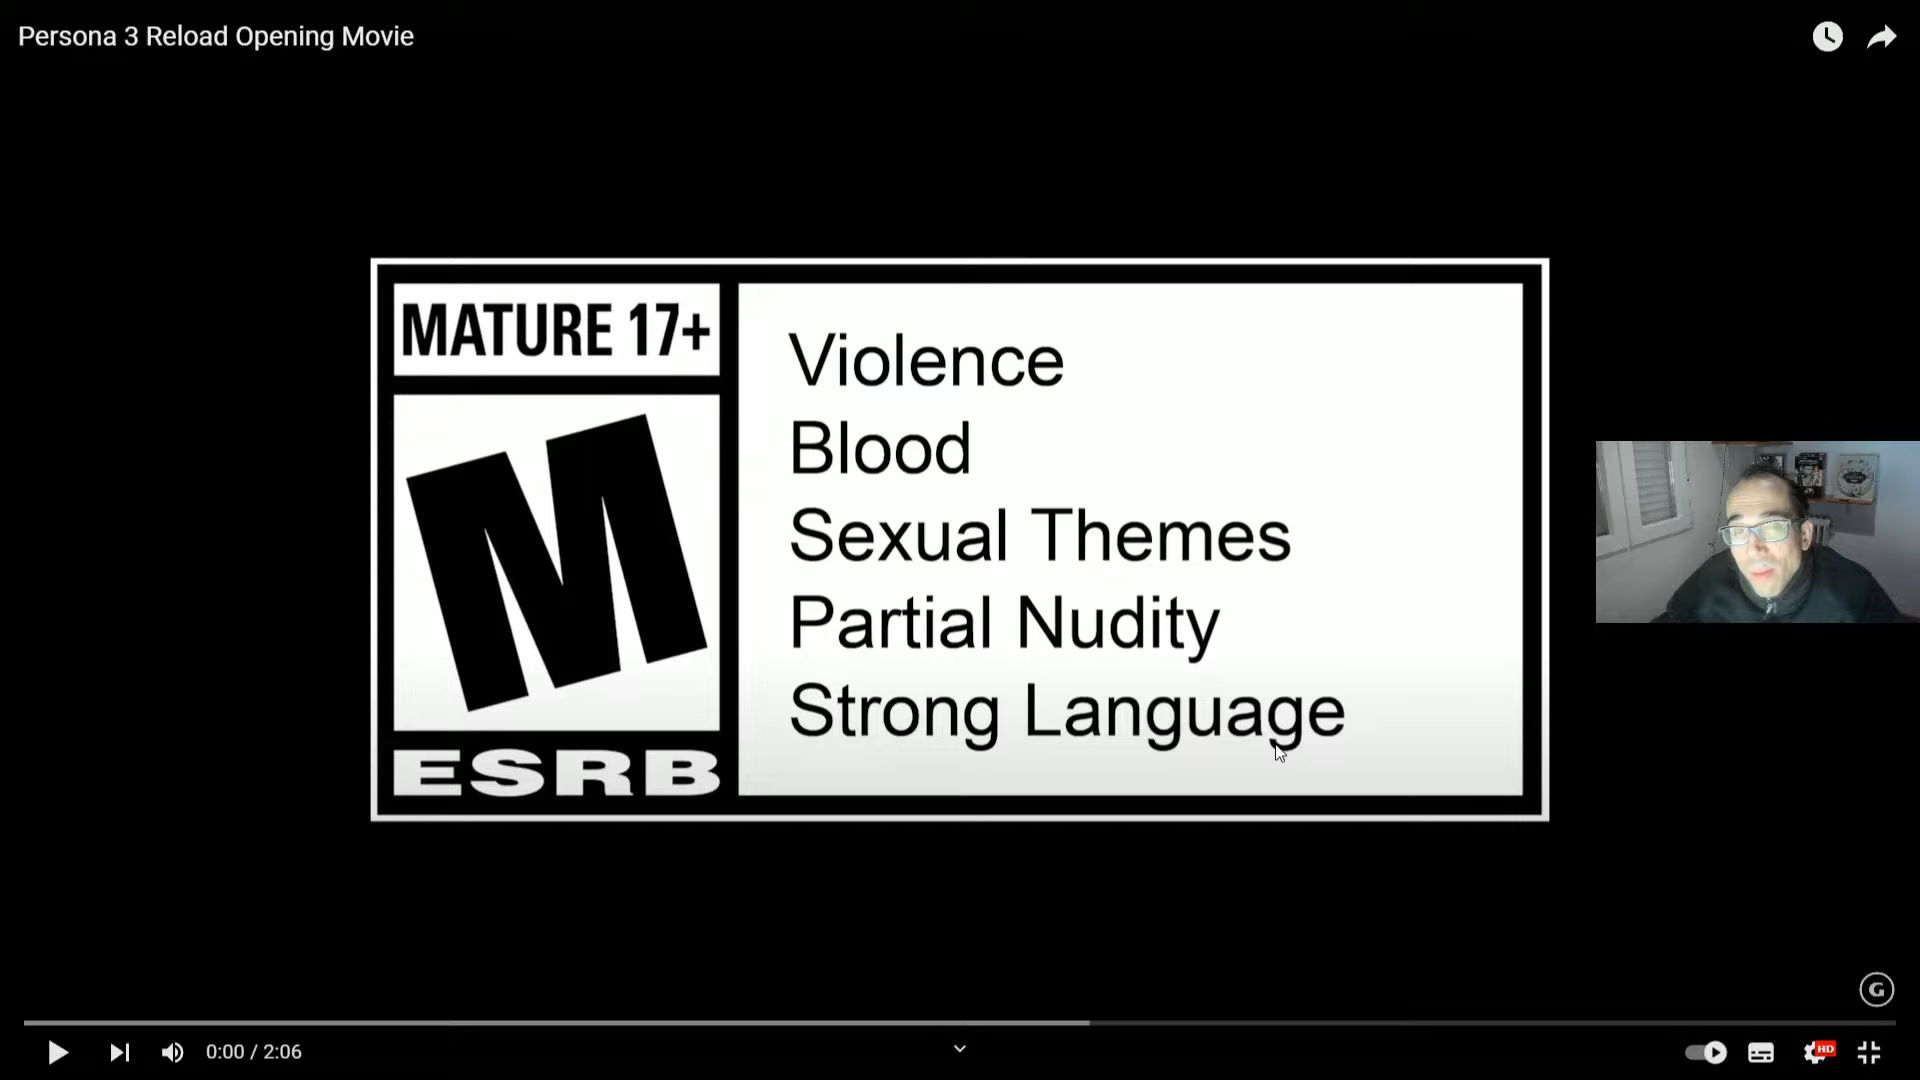 Persona 3 Reload Opening Movie
MATURE 17+
M
ESRB
Violence
Blood
Sexual Themes
Partial Nudity
Strong Language
G
0:00 / 2:06
HD